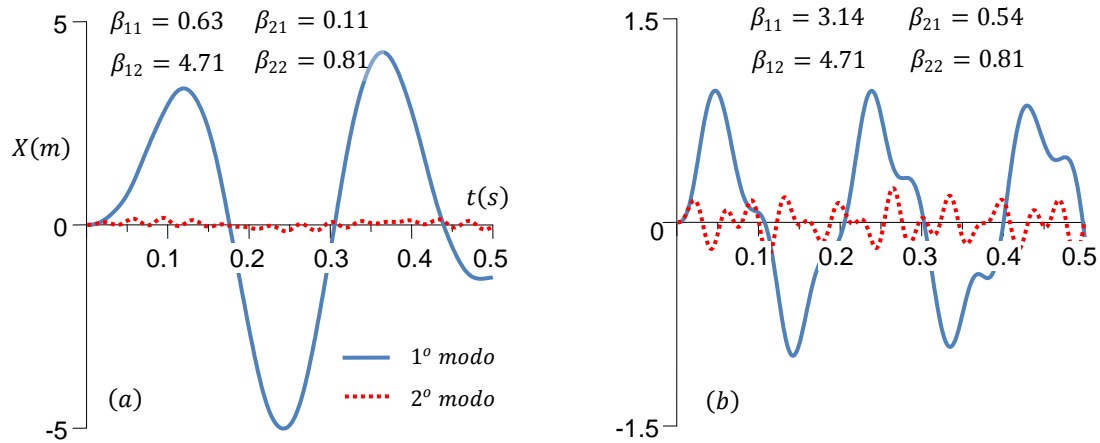 5
β₁₁ = 0.63 β₂₁ = 0.11
β₁₂ = 4.71 β₂₂ = 0.81
X(m)
t(s)
0
0.1 0.2 0.3 0.4 0.5
1º modo
2º modo
(a)
-5
1.5
β₁₁ = 3.14 β₂₁ = 0.54
β₁₂ = 4.71 β₂₂ = 0.81
0
0.1 0.2 0.3 0.4 0.5
(b)
-1.5